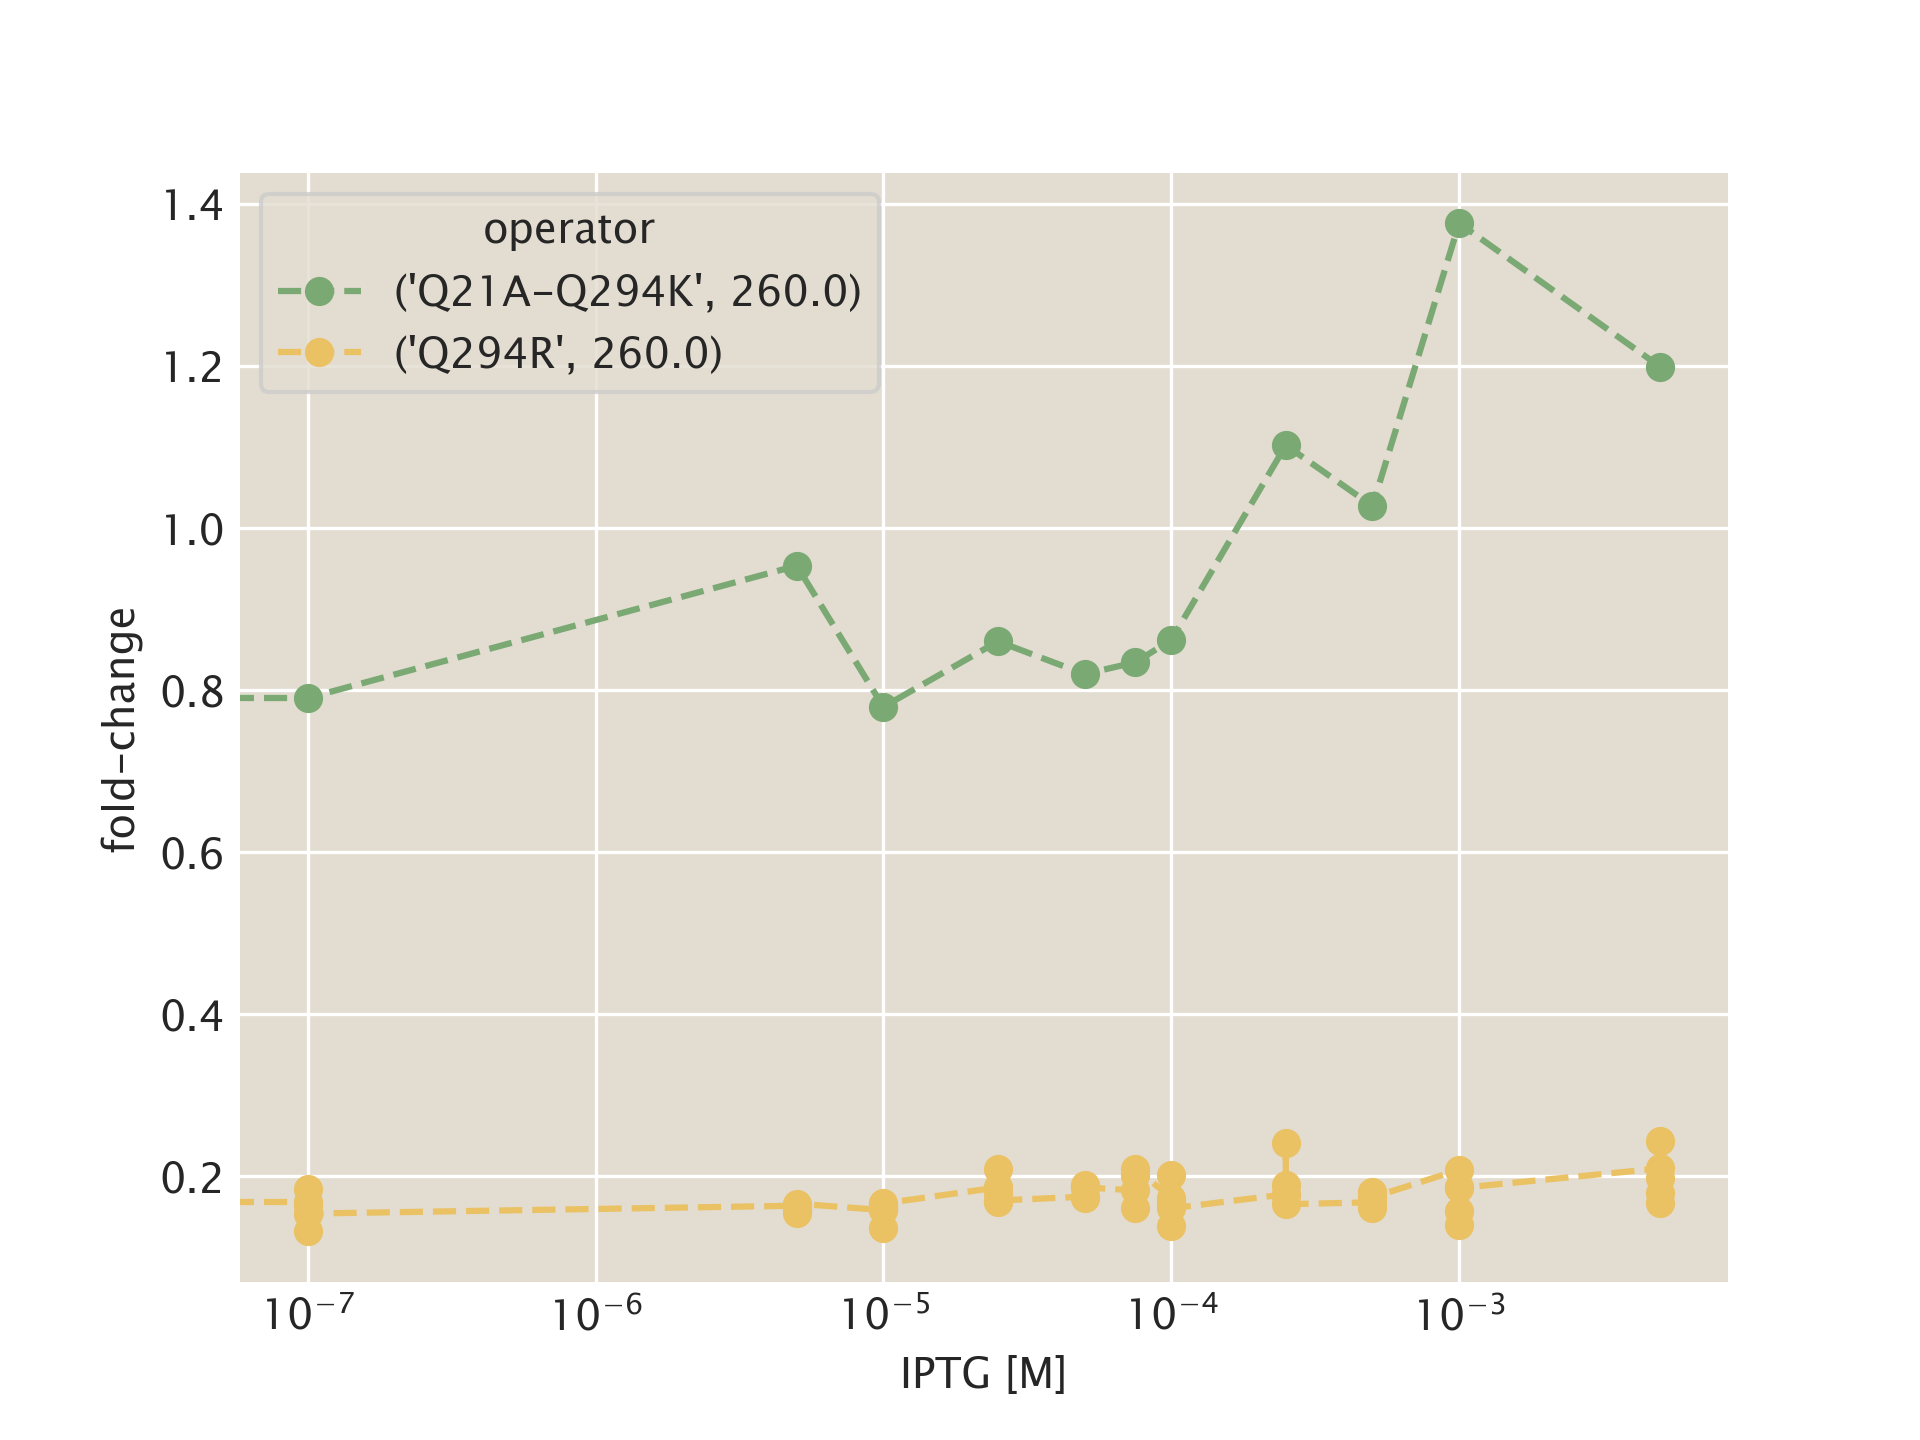 operator
('Q21A-Q294K', 260.0)
('Q294R', 260.0)
1.4
1.2
1.0
0.8
0.6
0.4
0.2
fold-change
10⁻⁷ 10⁻⁶ 10⁻⁵ 10⁻⁴ 10⁻³
IPTG [M]